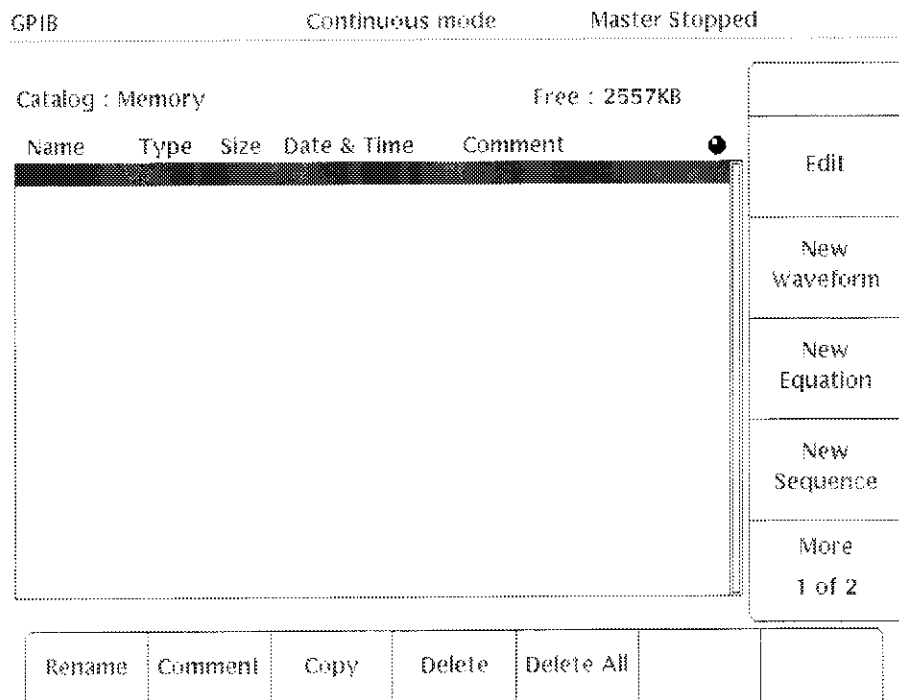 GPIB Continuous mode Master Stopped
Catalog : Memory Free : 2557KB
Name Type Size Date & Time Comment
Edit
New
Waveform
New
Equation
New
Sequence
More
1 of 2
Rename Comment Copy Delete Delete All